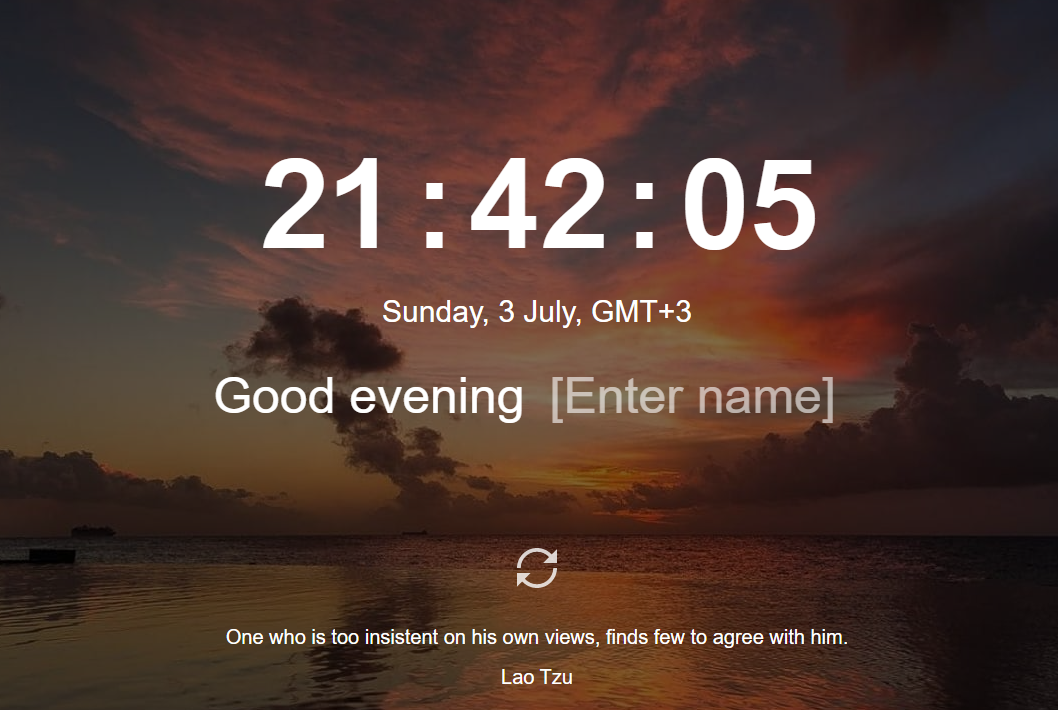 21:42:05
Sunday, 3 July, GMT+3
Good evening [Enter name]
One who is too insistent on his own views, finds few to agree with him.
Lao Tzu